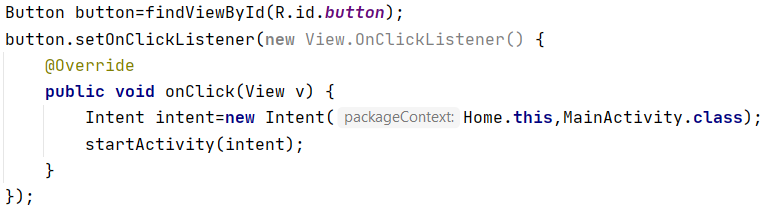 Button button=findViewById(R.id.button);
button.setOnClickListener(new View.OnClickListener() {
    @Override
    public void onClick(View v) {
        Intent intent=new Intent( packageContext: Home.this,MainActivity.class);
        startActivity(intent);
    }
});